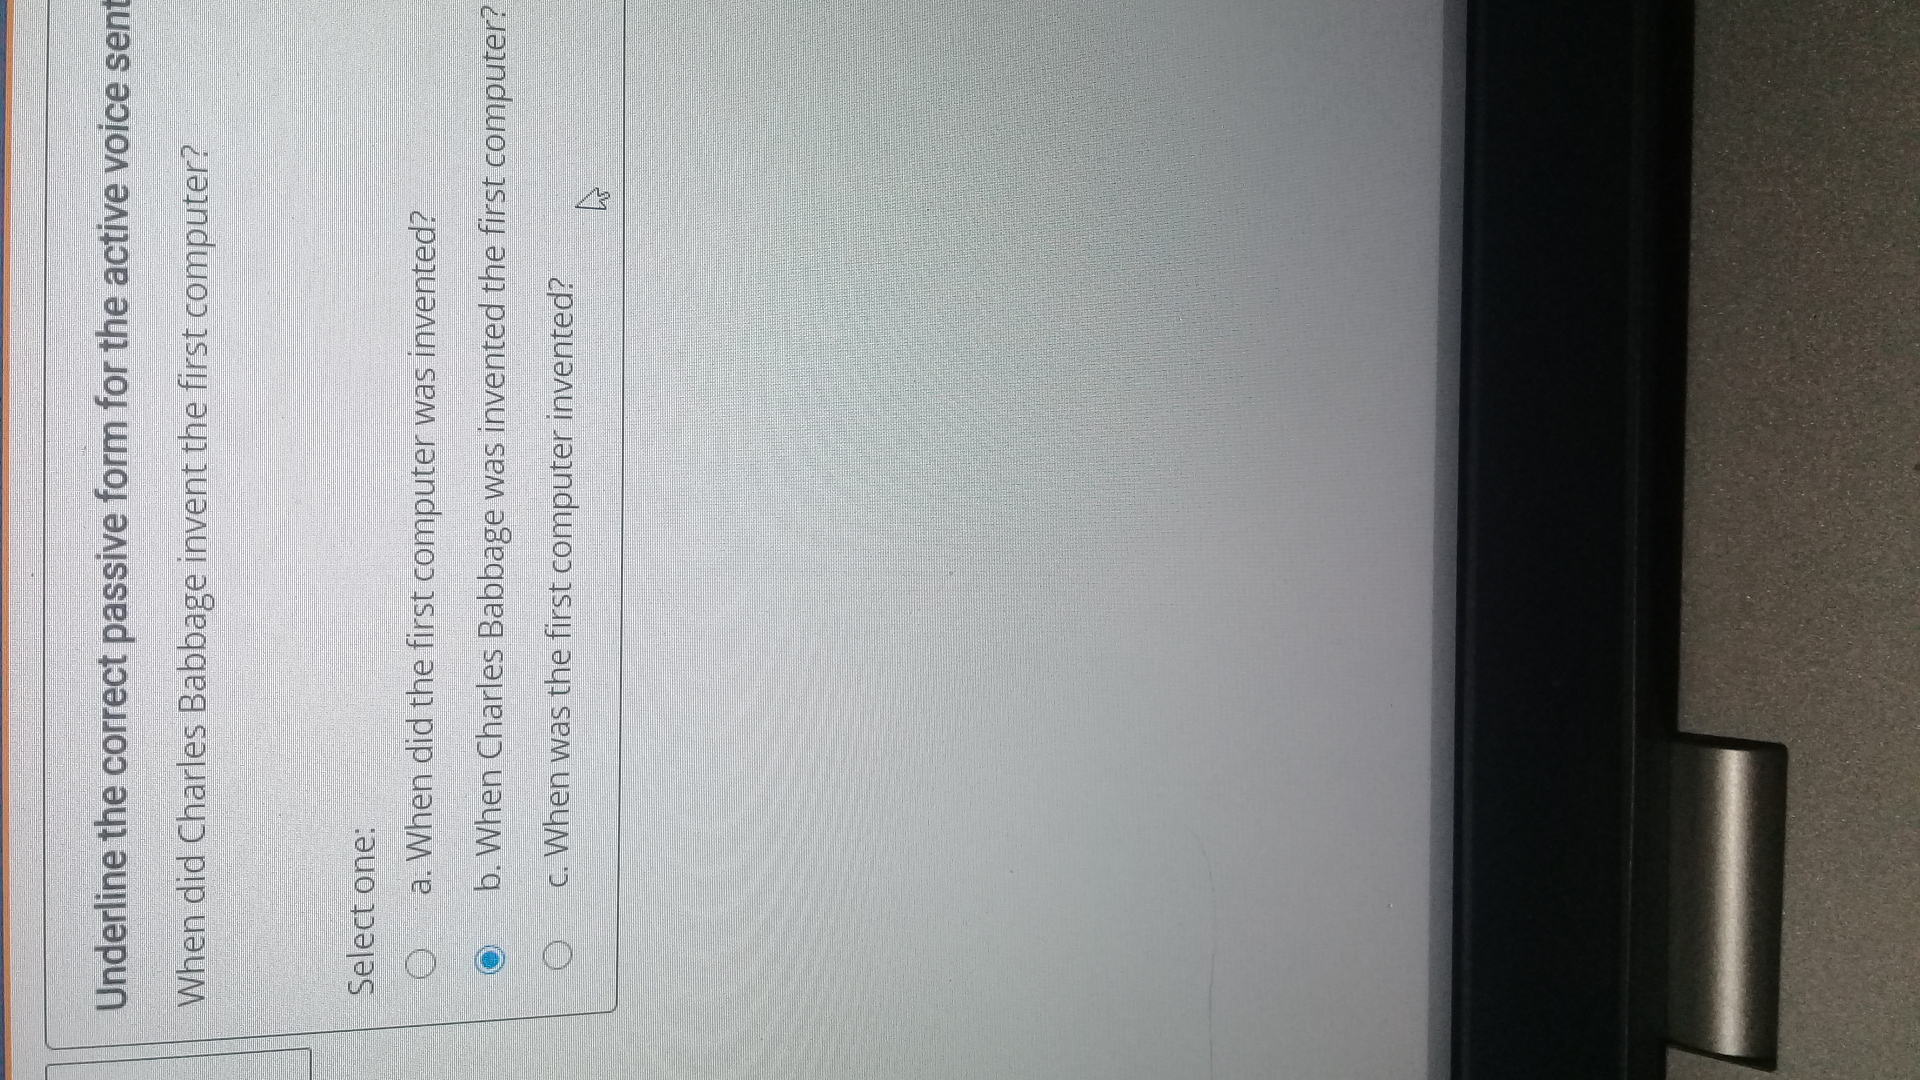 Underline the correct passive form for the active voice
When did Charles Babbage invent the first computer?
Select one:
a. When did the first computer was invented?
b. When Charles Babbage was invented the first computer?
c. When was the first computer invented?